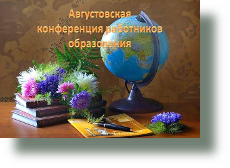 Августовская
конференция работников
образования